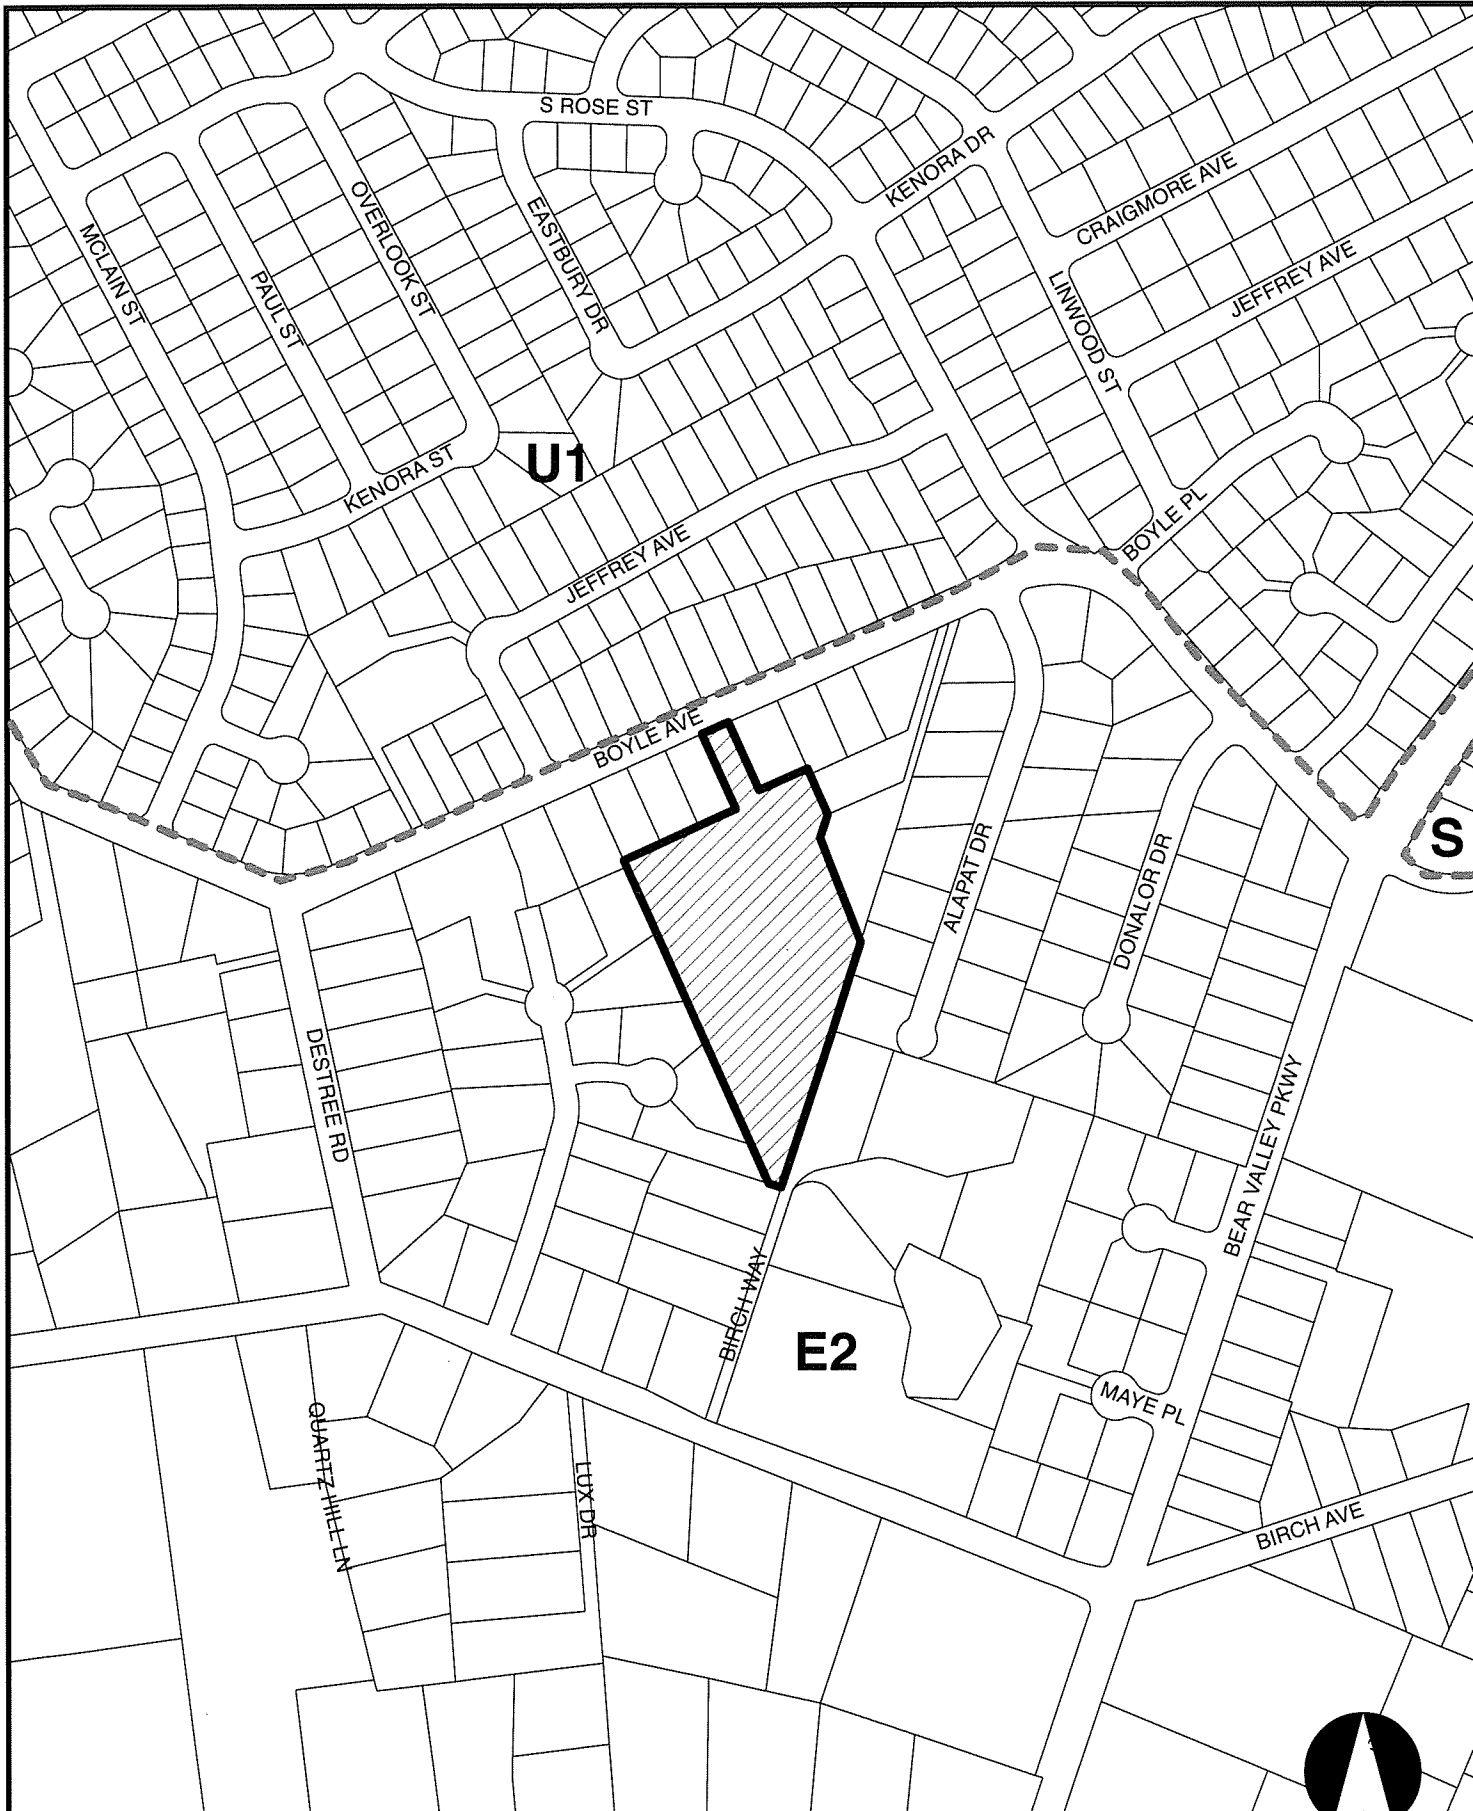 S ROSE ST
KENORA DR
CRAIGMORE AVE
OVERLOOK ST
EASTBURY DR
MCLAIN ST
PAUL ST
LINWOOD ST
JEFFREY AVE
U1
KENORA ST
BOYLE PL
JEFFREY AVE
BOYLE AVE
S
ALAPAT DR
DONALOR DR
DESTREE RD
BEAR VALLEY PKWY
BIRCH WAY
E2
MAYE PL
QUARTZ HILL LN
LUX DR
BIRCH AVE